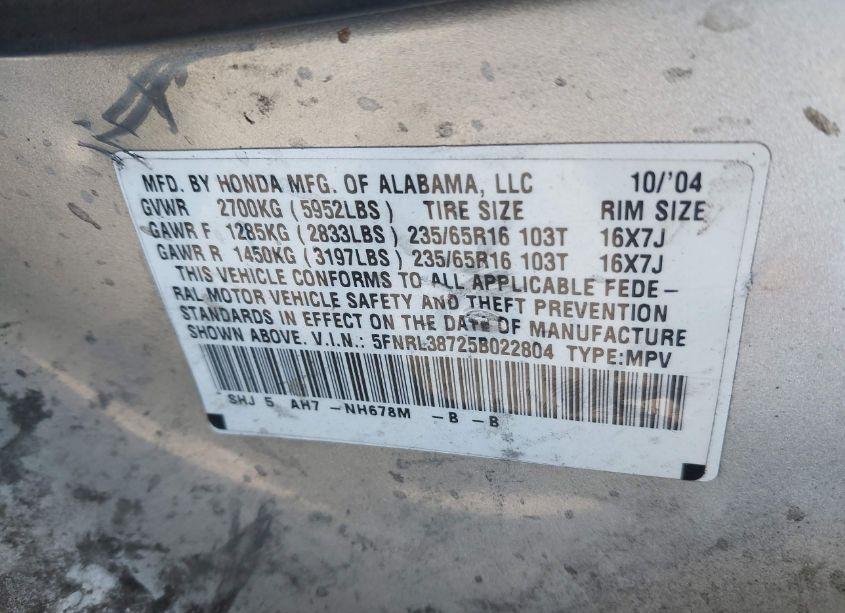 MFD. BY HONDA MFG. OF ALABAMA, LLC 10/'04
GVWR 2700KG (5952LBS) TIRE SIZE RIM SIZE
GAWR F 1285KG (2833LBS) 235/65R16 103T 16X7J
GAWR R 1450KG (3197LBS) 235/65R16 103T 16X7J
THIS VEHICLE CONFORMS TO ALL APPLICABLE FEDE-
RAL MOTOR VEHICLE SAFETY AND THEFT PREVENTION
STANDARDS IN EFFECT ON THE DATE OF MANUFACTURE
SHOWN ABOVE. V.I.N.: 5FNRL38725B022804 TYPE:MPV
SHJ 5 AH7 -NH678M -B -B